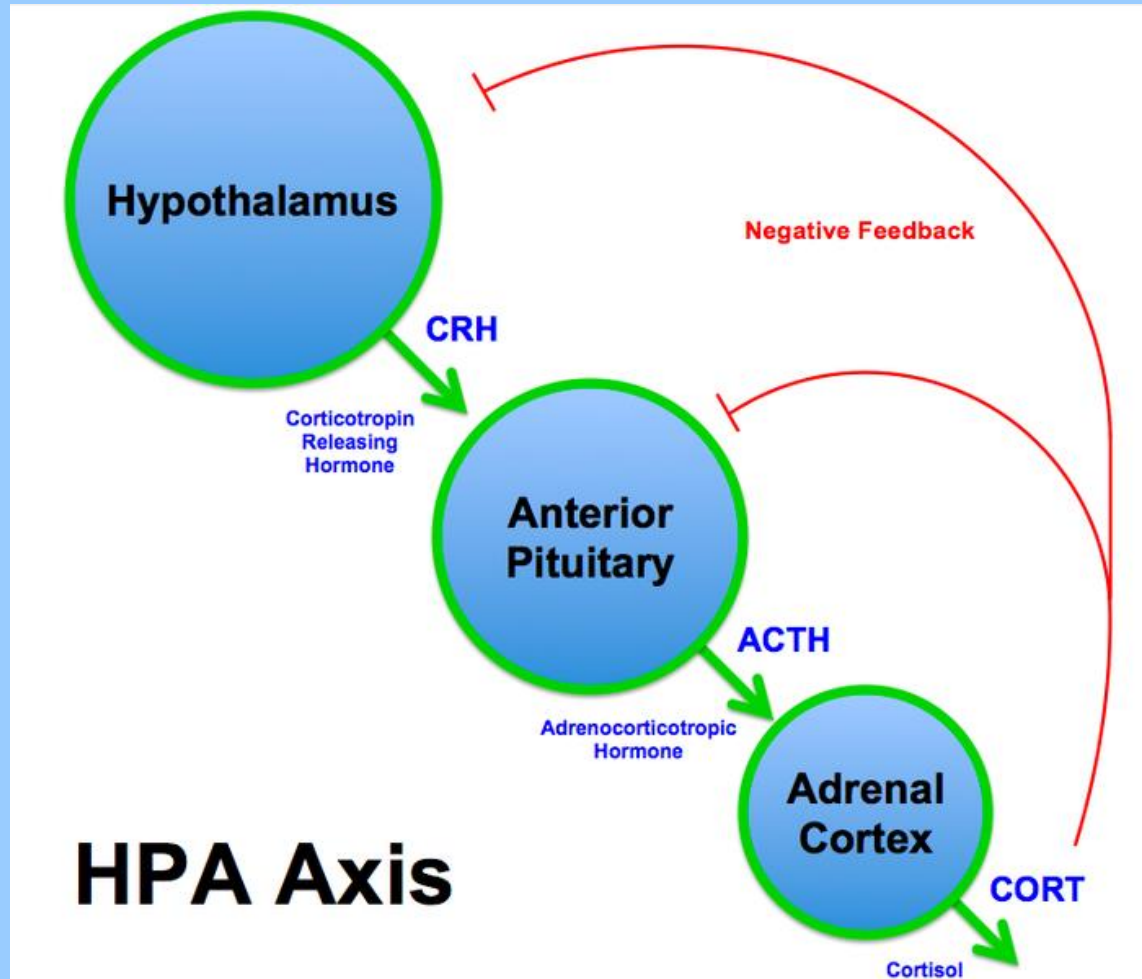 Hypothalamus
Negative Feedback
CRH
Corticotropin
Releasing
Hormone
Anterior
Pituitary
ACTH
Adrenocorticotropic
Hormone
Adrenal
Cortex
HPA Axis
CORT
Cortisol